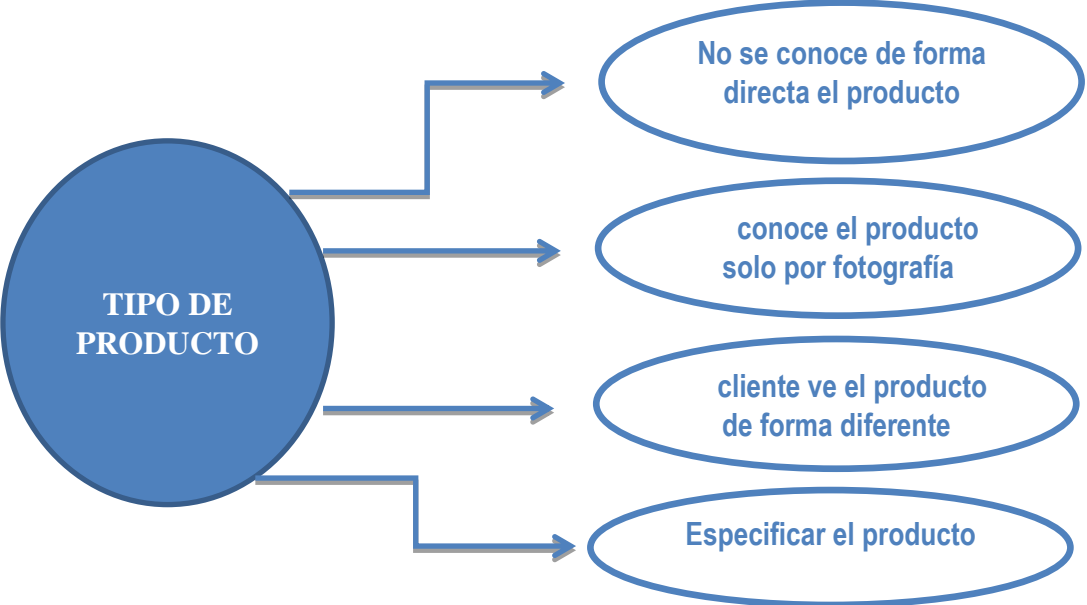 TIPO DE
PRODUCTO
No se conoce de forma
directa el producto
conoce el producto
solo por fotografía
cliente ve el producto
de forma diferente
Especificar el producto